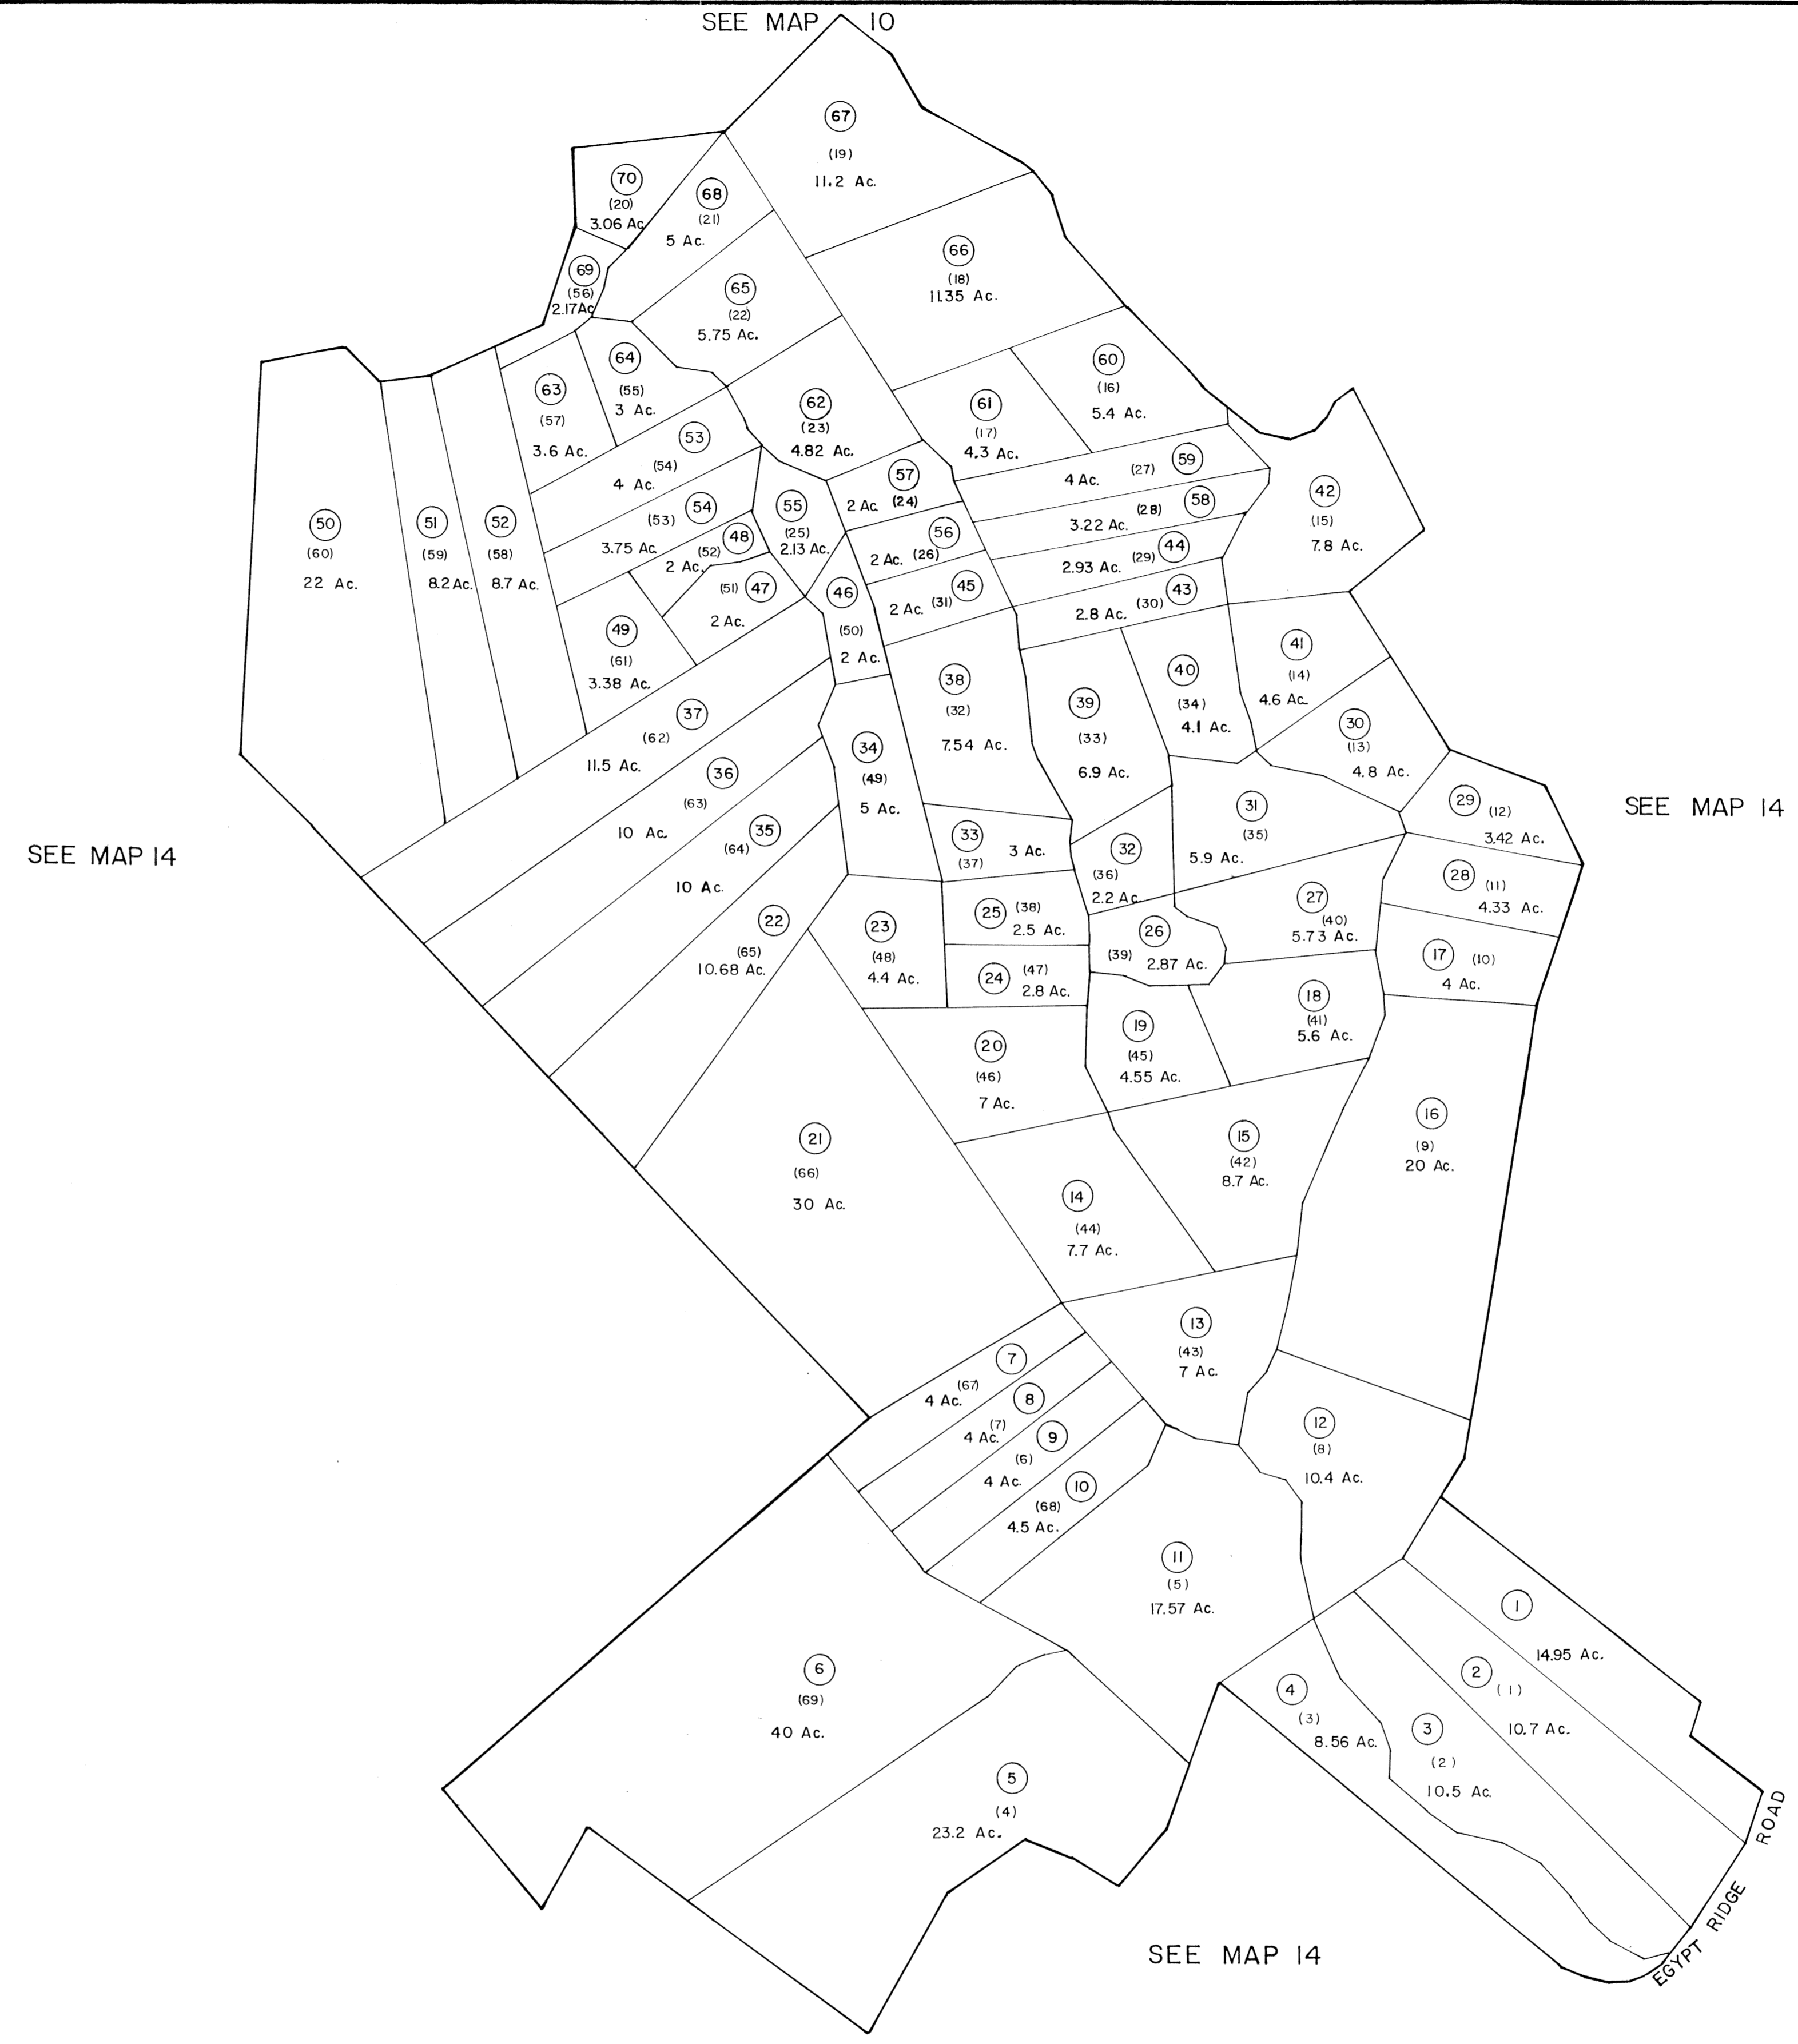 SEE MAP 10
67
(19)
11.2 Ac.
70
(20)
3.06 Ac.
68
(21)
5 Ac.
66
(18)
11.35 Ac.
69
(56)
2.17 Ac
65
(22)
5.75 Ac.
64
(55)
3 Ac.
60
(16)
5.4 Ac.
63
(57)
3.6 Ac.
62
(23)
4.82 Ac.
61
(17)
4.3 Ac.
53
(54)
4 Ac.
59
(27)
4 Ac.
57
2 Ac. (24)
58
(28)
3.22 Ac.
42
(15)
7.8 Ac.
50
(60)
22 Ac.
51
(59)
8.2 Ac.
52
(58)
8.7 Ac.
54
(53)
3.75 Ac.
55
(25)
2.13 Ac.
48
(52)
2 Ac.
56
2 Ac. (26)
44
2.93 Ac. (29)
47
(51)
2 Ac.
46
(50)
2 Ac.
45
2 Ac. (31)
43
2.8 Ac. (30)
49
(61)
3.38 Ac.
41
(14)
4.6 Ac.
40
(34)
4.1 Ac.
38
(32)
7.54 Ac.
39
(33)
6.9 Ac.
30
(13)
4.8 Ac.
37
(62)
11.5 Ac.
34
(49)
5 Ac.
36
(63)
10 Ac.
29 (12)
3.42 Ac.
31
(35)
5.9 Ac.
SEE MAP 14
35
(64)
10 Ac.
33
(37) 3 Ac.
32
(36)
2.2 Ac.
SEE MAP 14
28 (11)
4.33 Ac.
27
(40)
5.73 Ac.
22
(65)
10.68 Ac.
23
(48)
4.4 Ac.
25 (38)
2.5 Ac.
26
(39) 2.87 Ac.
17 (10)
4 Ac.
24 (47)
2.8 Ac.
18
(41)
5.6 Ac.
19
(45)
4.55 Ac.
20
(46)
7 Ac.
16
(9)
20 Ac.
21
(66)
30 Ac.
15
(42)
8.7 Ac.
14
(44)
7.7 Ac.
13
(43)
7 Ac.
7
(67)
4 Ac.
8
(7)
4 Ac.
9
(6)
4 Ac.
12
(8)
10.4 Ac.
10
(68)
4.5 Ac.
11
(5)
17.57 Ac.
1
14.95 Ac.
6
(69)
40 Ac.
2
(1)
10.7 Ac.
4
(3)
8.56 Ac.
3
(2)
10.5 Ac.
5
(4)
23.2 Ac.
EGYPT RIDGE ROAD
SEE MAP 14